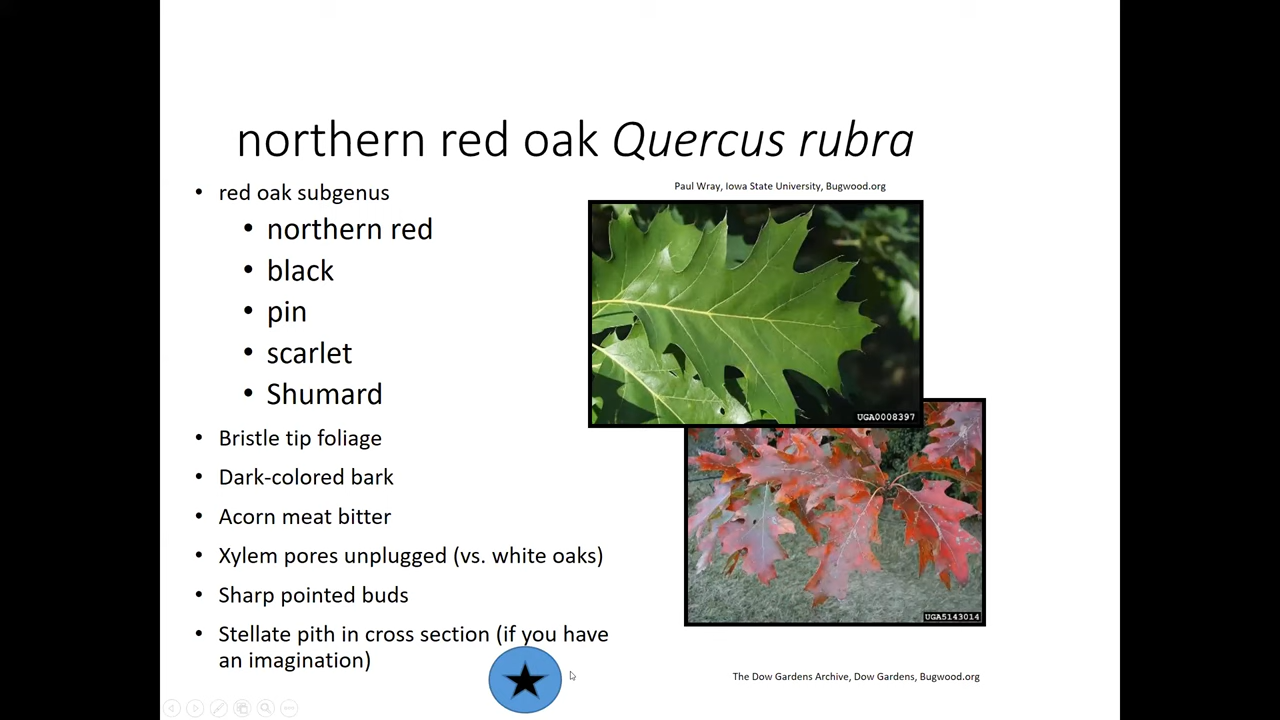 northern red oak Quercus rubra
• red oak subgenus
• northern red
• black
• pin
• scarlet
• Shumard
• Bristle tip foliage
• Dark-colored bark
• Acorn meat bitter
• Xylem pores unplugged (vs. white oaks)
• Sharp pointed buds
• Stellate pith in cross section (if you have
an imagination)
Paul Wray, Iowa State University, Bugwood.org
UGA0008397
UGA5143014
The Dow Gardens Archive, Dow Gardens, Bugwood.org